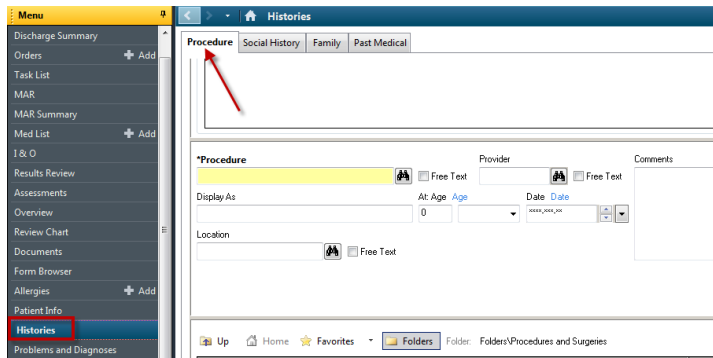 Menu
Histories
Discharge Summary
Orders Add
Task List
MAR
MAR Summary
Med List Add
I & O
Results Review
Assessments
Overview
Review Chart
Documents
Form Browser
Allergies Add
Patient Info
Histories
Problems and Diagnoses
Procedure Social History Family Past Medical
*Procedure Provider Comments
Free Text Free Text
Display As At: Age Age Date Date
0 xxxx,xxx,xx
Location
Free Text
Up Home Favorites Folders Folder: Folders\Procedures and Surgeries